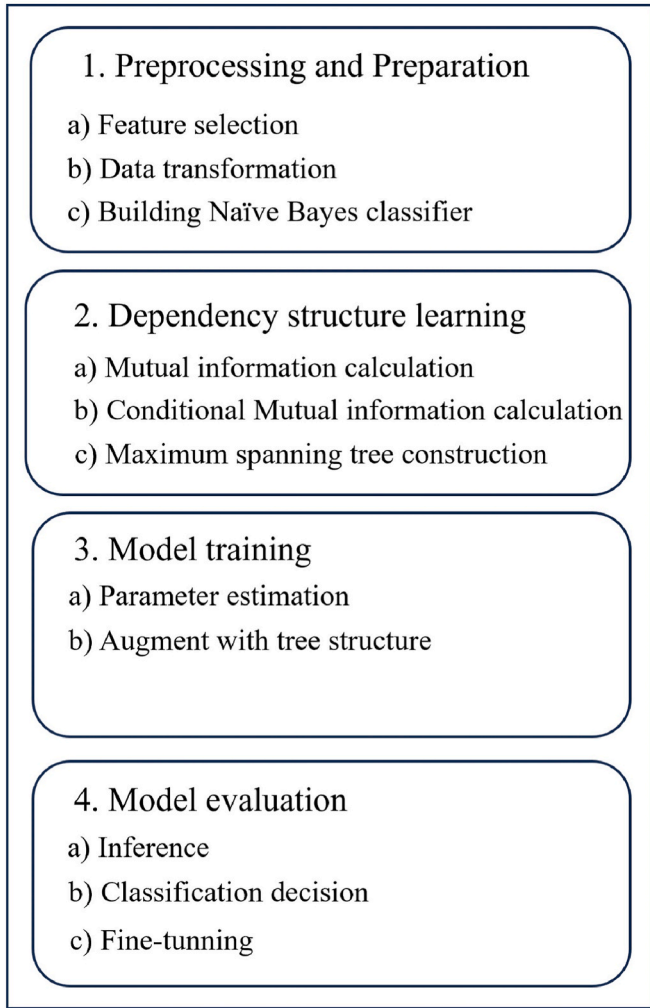 1. Preprocessing and Preparation
a) Feature selection
b) Data transformation
c) Building Naïve Bayes classifier
2. Dependency structure learning
a) Mutual information calculation
b) Conditional Mutual information calculation
c) Maximum spanning tree construction
3. Model training
a) Parameter estimation
b) Augment with tree structure
4. Model evaluation
a) Inference
b) Classification decision
c) Fine-tunning